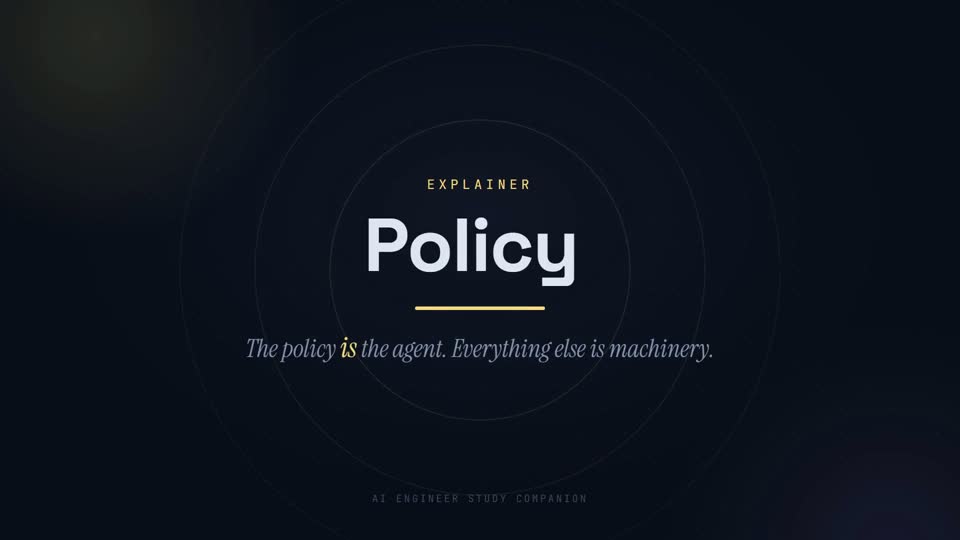 EXPLAINER
Policy
The policy is the agent. Everything else is machinery.
AI ENGINEER STUDY COMPANION